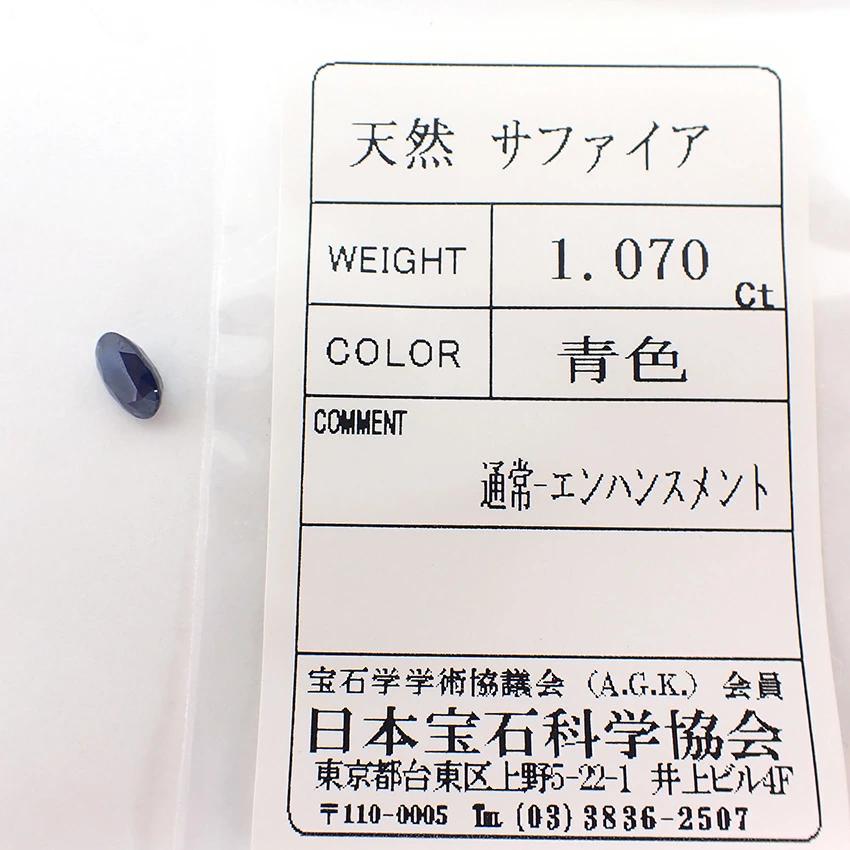 天然 サファイア
WEIGHT 1.070 Ct
COLOR 青色
COMMENT
通常-エンハンスメント
宝石学学術協議会 (A.G.K.) 会員
日本宝石科学協会
東京都台東区上野5-22-1 井上ビル4F
〒110-0005 ℡ (03) 3836-2507